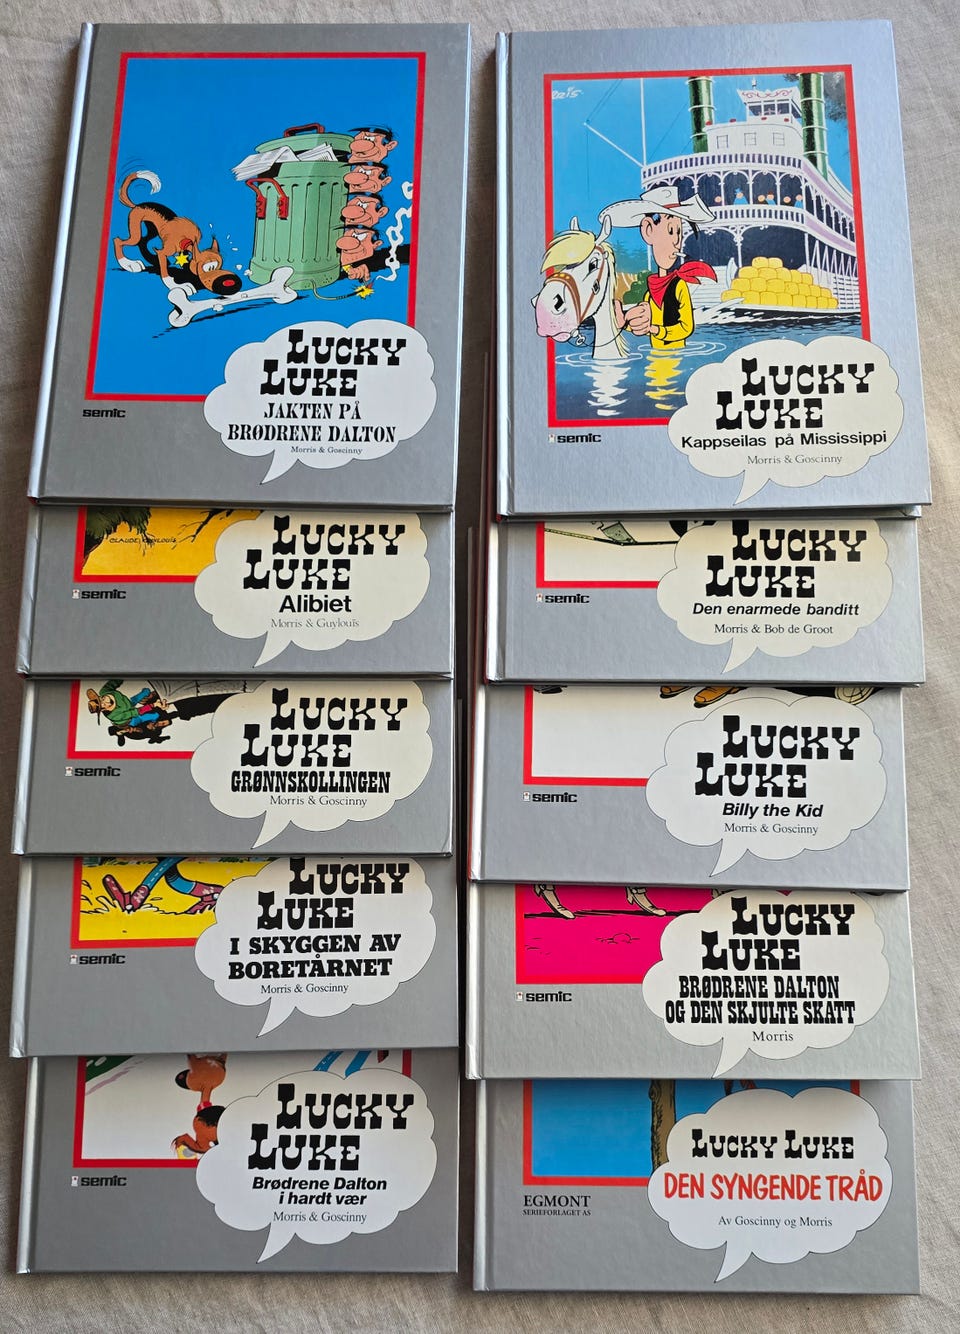 LUCKY
LUKE
JAKTEN PÅ
BRØDRENE DALTON
Morris & Goscinny
semic
LUCKY
LUKE
Alibiet
Morris & Guylouïs
semic
LUCKY
LUKE
GRØNNSKOLLINGEN
Morris & Goscinny
semic
LUCKY
LUKE
I SKYGGEN AV
BORETÅRNET
Morris & Goscinny
semic
LUCKY
LUKE
Brødrene Dalton
i hardt vær
Morris & Goscinny
semic
LUCKY
LUKE
Kappseilas på Mississippi
Morris & Goscinny
semic
LUCKY
LUKE
Den enarmede banditt
Morris & Bob de Groot
semic
LUCKY
LUKE
Billy the Kid
Morris & Goscinny
semic
LUCKY
LUKE
BRØDRENE DALTON
OG DEN SKJULTE SKATT
Morris
semic
LUCKY LUKE
DEN SYNGENDE TRÅD
Av Goscinny og Morris
EGMONT
SERIEFORLAGET AS